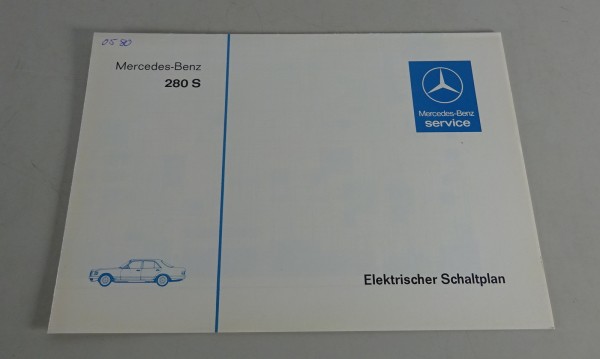 0580
Mercedes-Benz
280 S
Mercedes-Benz
service
Elektrischer Schaltplan